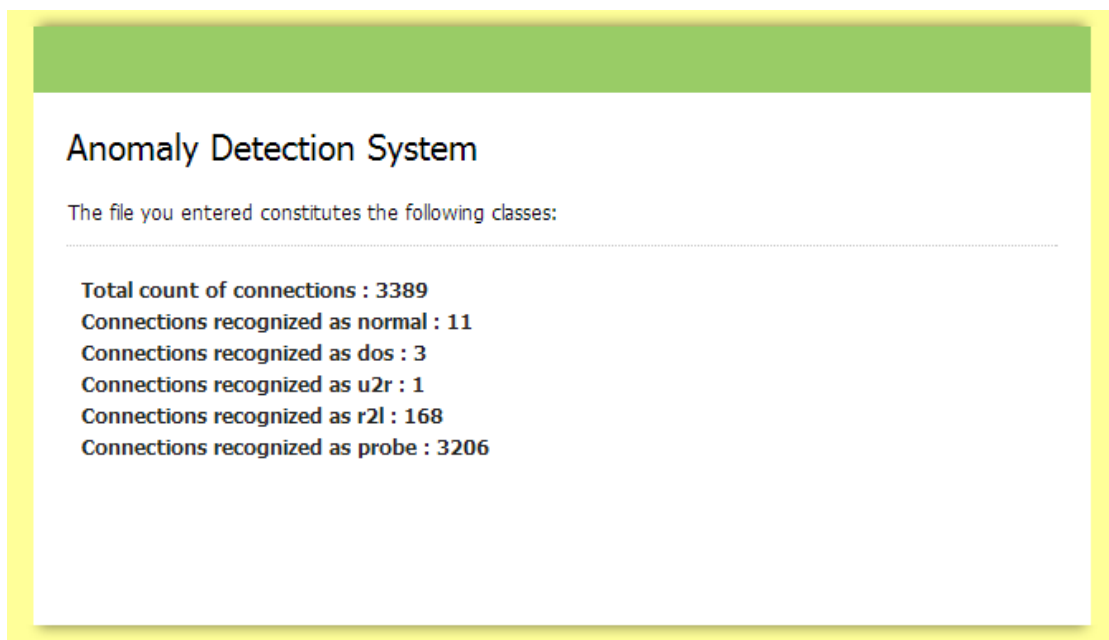 Anomaly Detection System
The file you entered constitutes the following classes:
Total count of connections : 3389
Connections recognized as normal : 11
Connections recognized as dos : 3
Connections recognized as u2r : 1
Connections recognized as r2l : 168
Connections recognized as probe : 3206